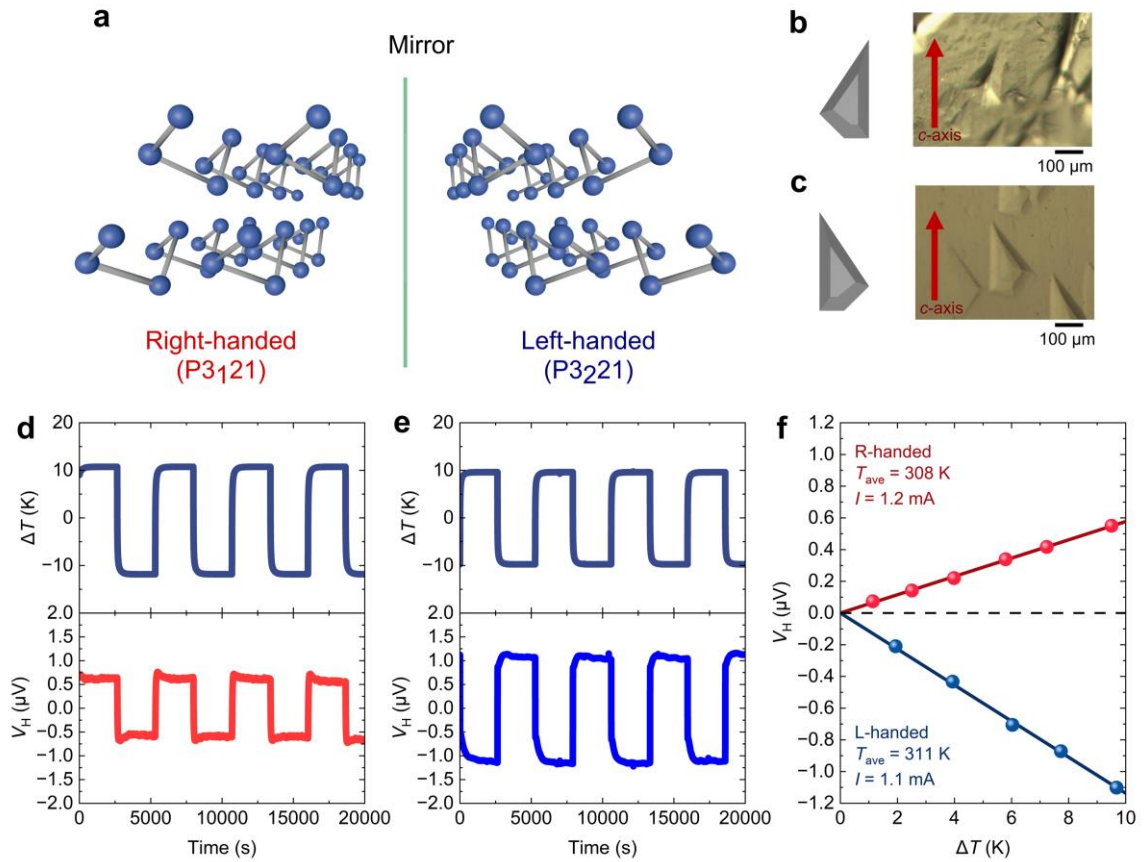 a
Mirror
Right-handed
(P3₁21)
Left-handed
(P3₂21)
b
c-axis
100 µm
c
c-axis
100 µm
d
20
10
0
−10
2.0
ΔT (K)
1.5
1.0
0.5
0.0
−0.5
−1.0
−1.5
−2.0
V_H (µV)
0
5000
10000
15000
20000
Time (s)
e
20
10
0
−10
2.0
ΔT (K)
1.5
1.0
0.5
0.0
−0.5
−1.0
−1.5
−2.0
V_H (µV)
0
5000
10000
15000
20000
Time (s)
f
1.2
1.0
0.8
0.6
0.4
0.2
0.0
−0.2
−0.4
−0.6
−0.8
−1.0
−1.2
V_H (µV)
R-handed
T_ave = 308 K
I = 1.2 mA
L-handed
T_ave = 311 K
I = 1.1 mA
0
2
4
6
8
10
ΔT (K)